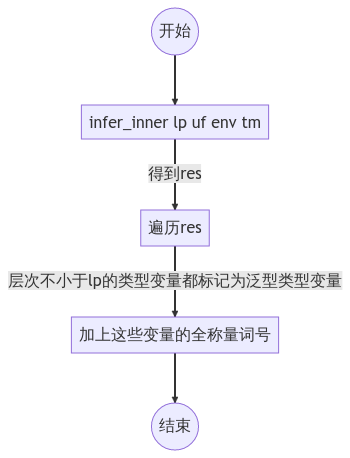 开始
infer_inner lp uf env tm
得到res
遍历res
层次不小于lp的类型变量都标记为泛型类型变量
加上这些变量的全称量词号
结束